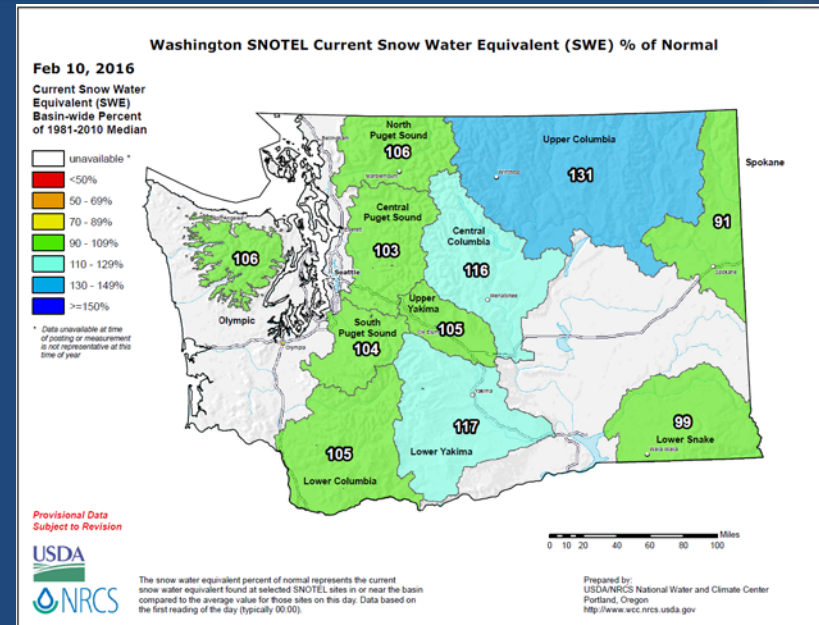 Washington SNOTEL Current Snow Water Equivalent (SWE) % of Normal
Feb 10, 2016
Current Snow Water
Equivalent (SWE)
Basin-wide Percent
of 1981-2010 Median
unavailable *
<50%
50 - 69%
70 - 89%
90 - 109%
110 - 129%
130 - 149%
>=150%
* Data unavailable at time
of posting or measurement
is not representative at this
time of year
North
Puget Sound
106
Upper Columbia
131
Winthrop
Spokane
91
Spokane
Central
Puget Sound
103
Everett
Central
Columbia
116
Wenatchee
106
Olympic
Seattle
Upper
Yakima
105
South
Puget Sound
104
Olympia
Yakima
117
Lower Yakima
105
Lower Columbia
99
Lower Snake
Walla Walla
Provisional Data
Subject to Revision
USDA
NRCS
Miles
0 10 20 40 60 80 100
The snow water equivalent percent of normal represents the current
snow water equivalent found at selected SNOTEL sites in or near the basin
compared to the average value for those sites on this day. Data based on
the first reading of the day (typically 00:00).
Prepared by:
USDA/NRCS National Water and Climate Center
Portland, Oregon
http://www.wcc.nrcs.usda.gov